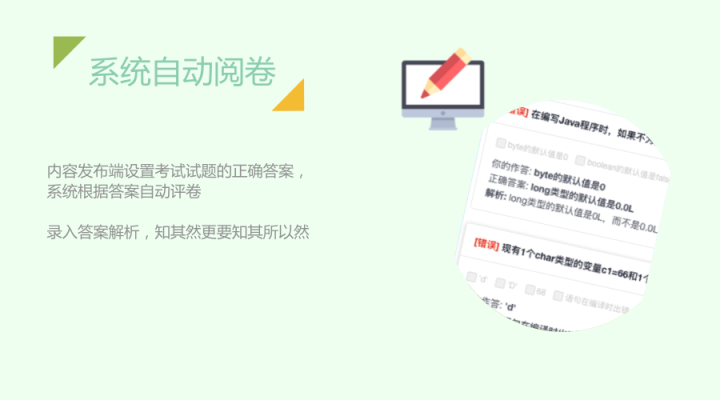 系统自动阅卷
内容发布端设置考试试题的正确答案，
系统根据答案自动评卷
录入答案解析，知其然更要知其所以然
错误] 在编写Java程序时，如果不
byte的默认值是0 boolean的默认值是false
你的作答: byte的默认值是0
正确答案: long类型的默认值是0.0L
解析: long类型的默认值是0L，而不是0.0L
[错误] 现有1个char类型的变量c1=66和1个
'd' 'D' 68 语句在编译时出错
作答: 'd'